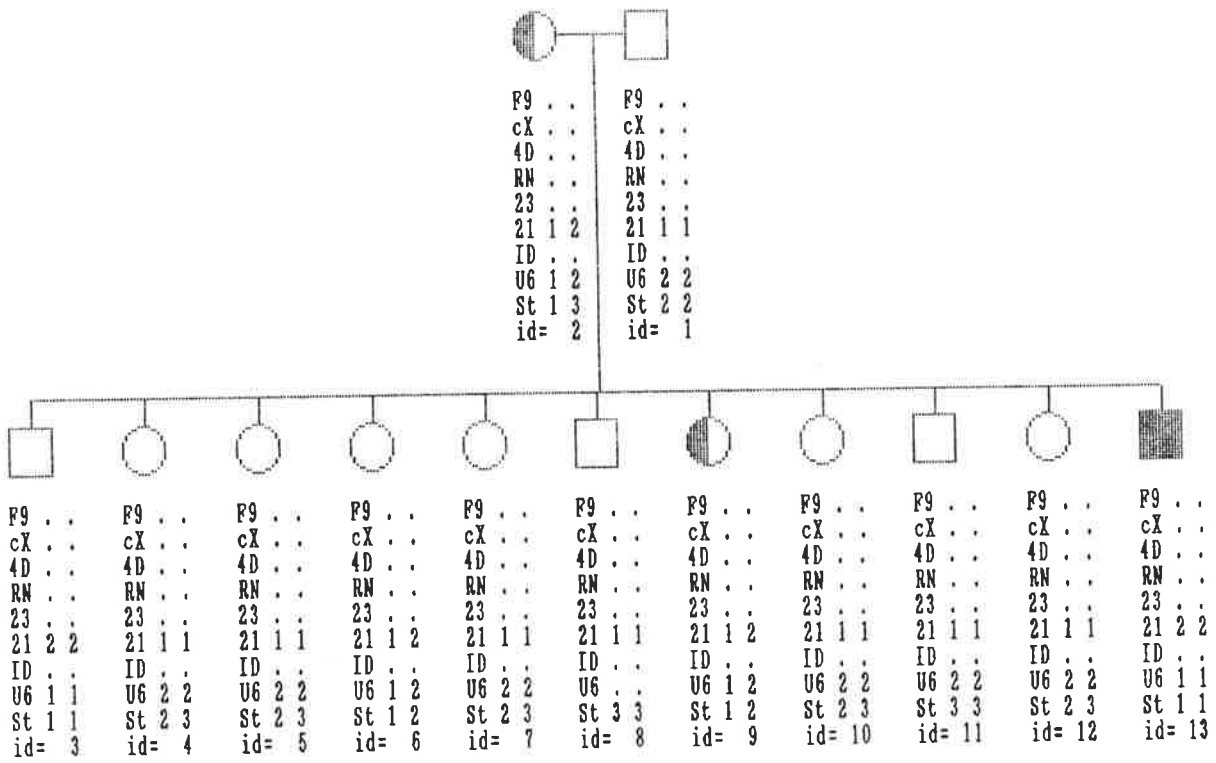 F9 . . F9 . .
cX . . cX . .
4D . . 4D . .
RN . . RN . .
23 . . 23 . .
21 1 2 21 1 1
ID . . ID . .
U6 1 2 U6 2 2
St 1 3 St 2 2
id= 2 id= 1
F9 . . F9 . . F9 . . F9 . . F9 . . F9 . . F9 . . F9 . . F9 . . F9 . . F9 . .
cX . . cX . . cX . . cX . . cX . . cX . . cX . . cX . . cX . . cX . . cX . .
4D . . 4D . . 4D . . 4D . . 4D . . 4D . . 4D . . 4D . . 4D . . 4D . . 4D . .
RN . . RN . . RN . . RN . . RN . . RN . . RN . . RN . . RN . . RN . . RN . .
23 . . 23 . . 23 . . 23 . . 23 . . 23 . . 23 . . 23 . . 23 . . 23 . . 23 . .
21 2 2 21 1 1 21 1 1 21 1 2 21 1 1 21 1 1 21 1 2 21 1 1 21 1 1 21 1 1 21 2 2
ID . . ID . . ID . . ID . . ID . . ID . . ID . . ID . . ID . . ID . . ID . .
U6 1 1 U6 2 2 U6 2 2 U6 1 2 U6 2 2 U6 . . U6 1 2 U6 2 2 U6 2 2 U6 2 2 U6 1 1
St 1 1 St 2 3 St 2 3 St 1 2 St 2 3 St 3 3 St 1 2 St 2 3 St 3 3 St 2 3 St 1 1
id= 3 id= 4 id= 5 id= 6 id= 7 id= 8 id= 9 id= 10 id= 11 id= 12 id= 13